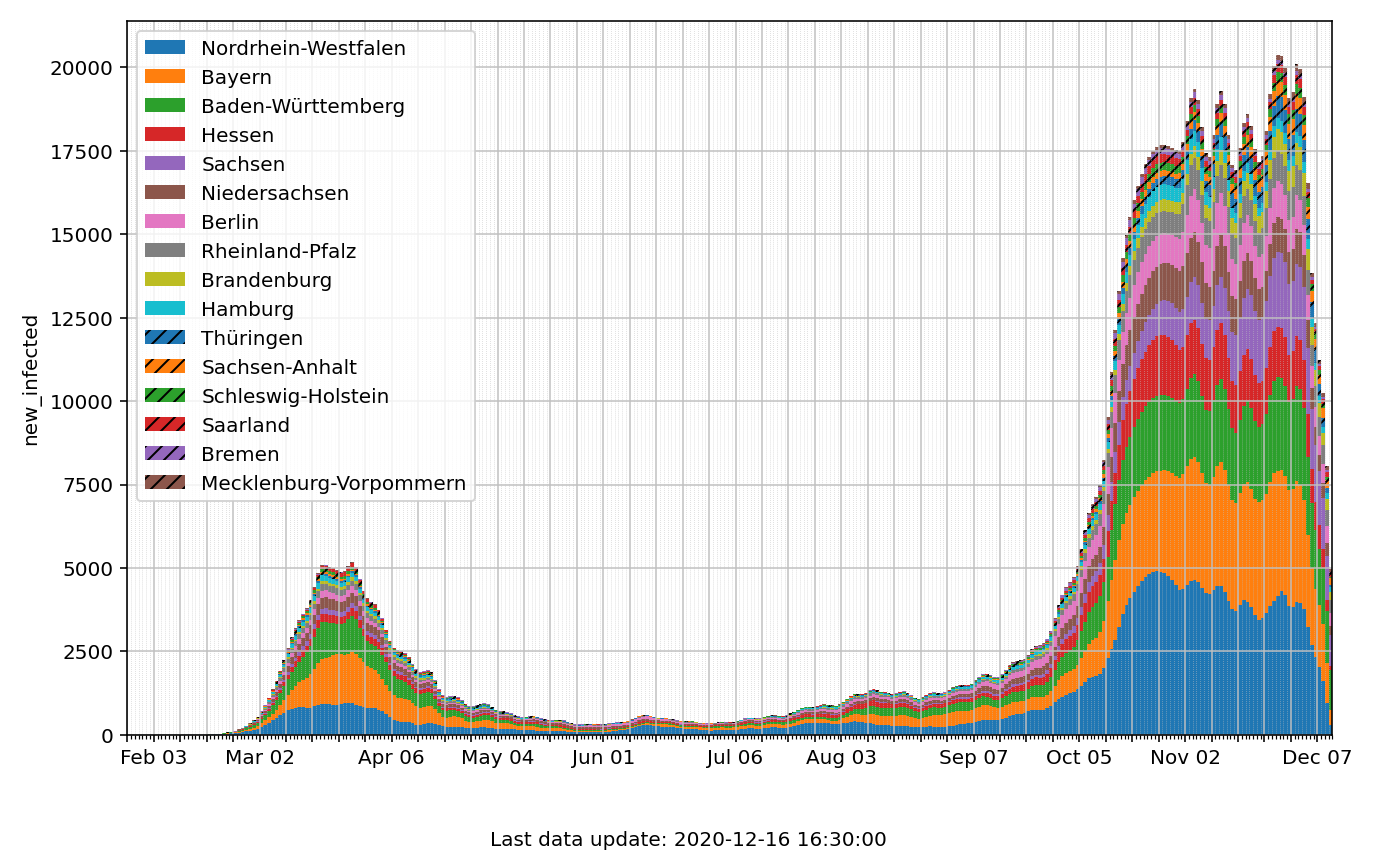 20000
17500
15000
12500
10000
7500
5000
2500
0
new_infected
Nordrhein-Westfalen
Bayern
Baden-Württemberg
Hessen
Sachsen
Niedersachsen
Berlin
Rheinland-Pfalz
Brandenburg
Hamburg
Thüringen
Sachsen-Anhalt
Schleswig-Holstein
Saarland
Bremen
Mecklenburg-Vorpommern
Feb 03 Mar 02 Apr 06 May 04 Jun 01 Jul 06 Aug 03 Sep 07 Oct 05 Nov 02 Dec 07
Last data update: 2020-12-16 16:30:00